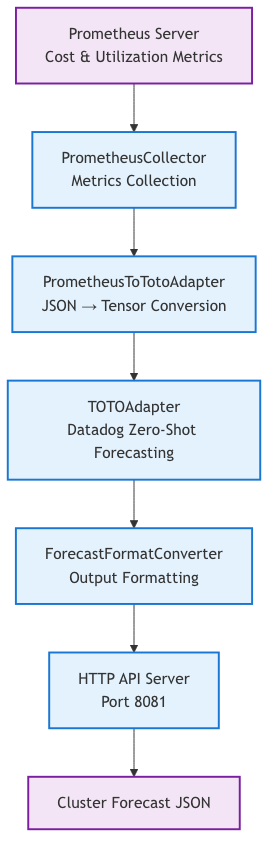 Prometheus Server
Cost & Utilization Metrics
PrometheusCollector
Metrics Collection
PrometheusToTotoAdapter
JSON → Tensor Conversion
TOTOAdapter
Datadog Zero-Shot
Forecasting
ForecastFormatConverter
Output Formatting
HTTP API Server
Port 8081
Cluster Forecast JSON